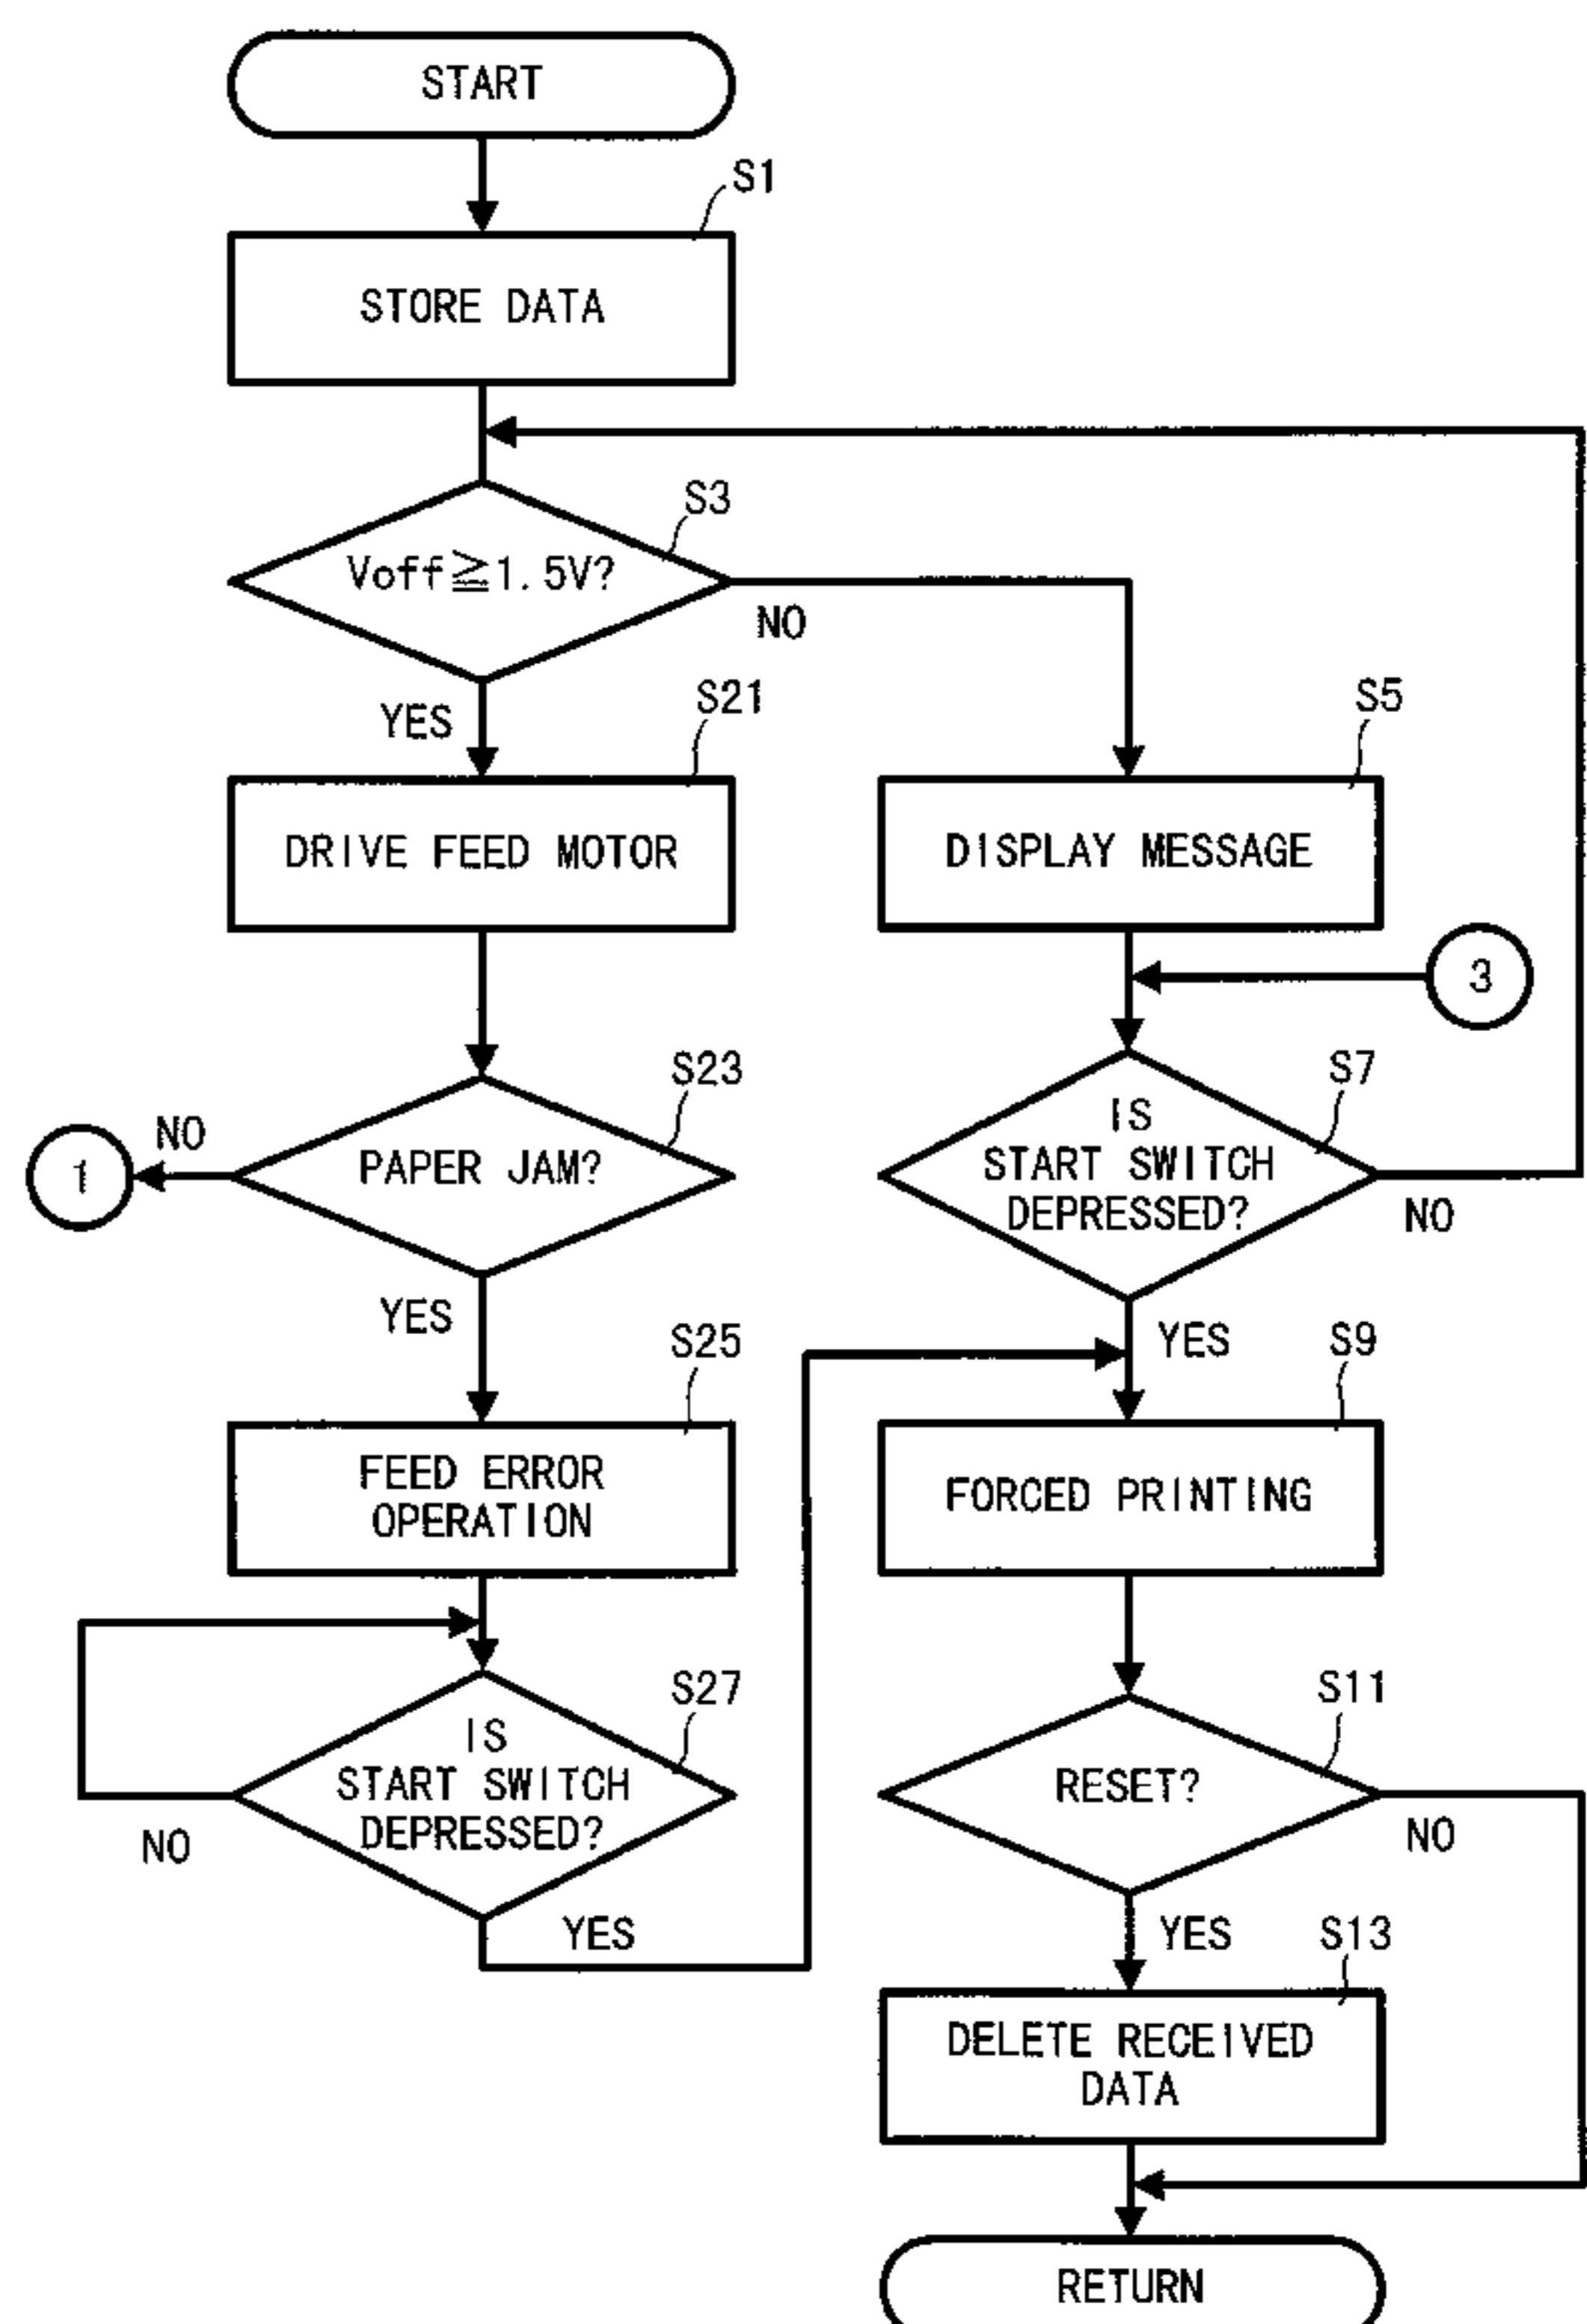 START
S1
STORE DATA
S3
Voff≧1.5V?
NO
YES
S21
S5
DRIVE FEED MOTOR
DISPLAY MESSAGE
3
S23
S7
NO
1
PAPER JAM?
IS
START SWITCH
DEPRESSED?
NO
YES
S25
YES
S9
FEED ERROR
OPERATION
FORCED PRINTING
S27
S11
IS
START SWITCH
DEPRESSED?
NO
YES
RESET?
NO
YES
S13
DELETE RECEIVED
DATA
RETURN